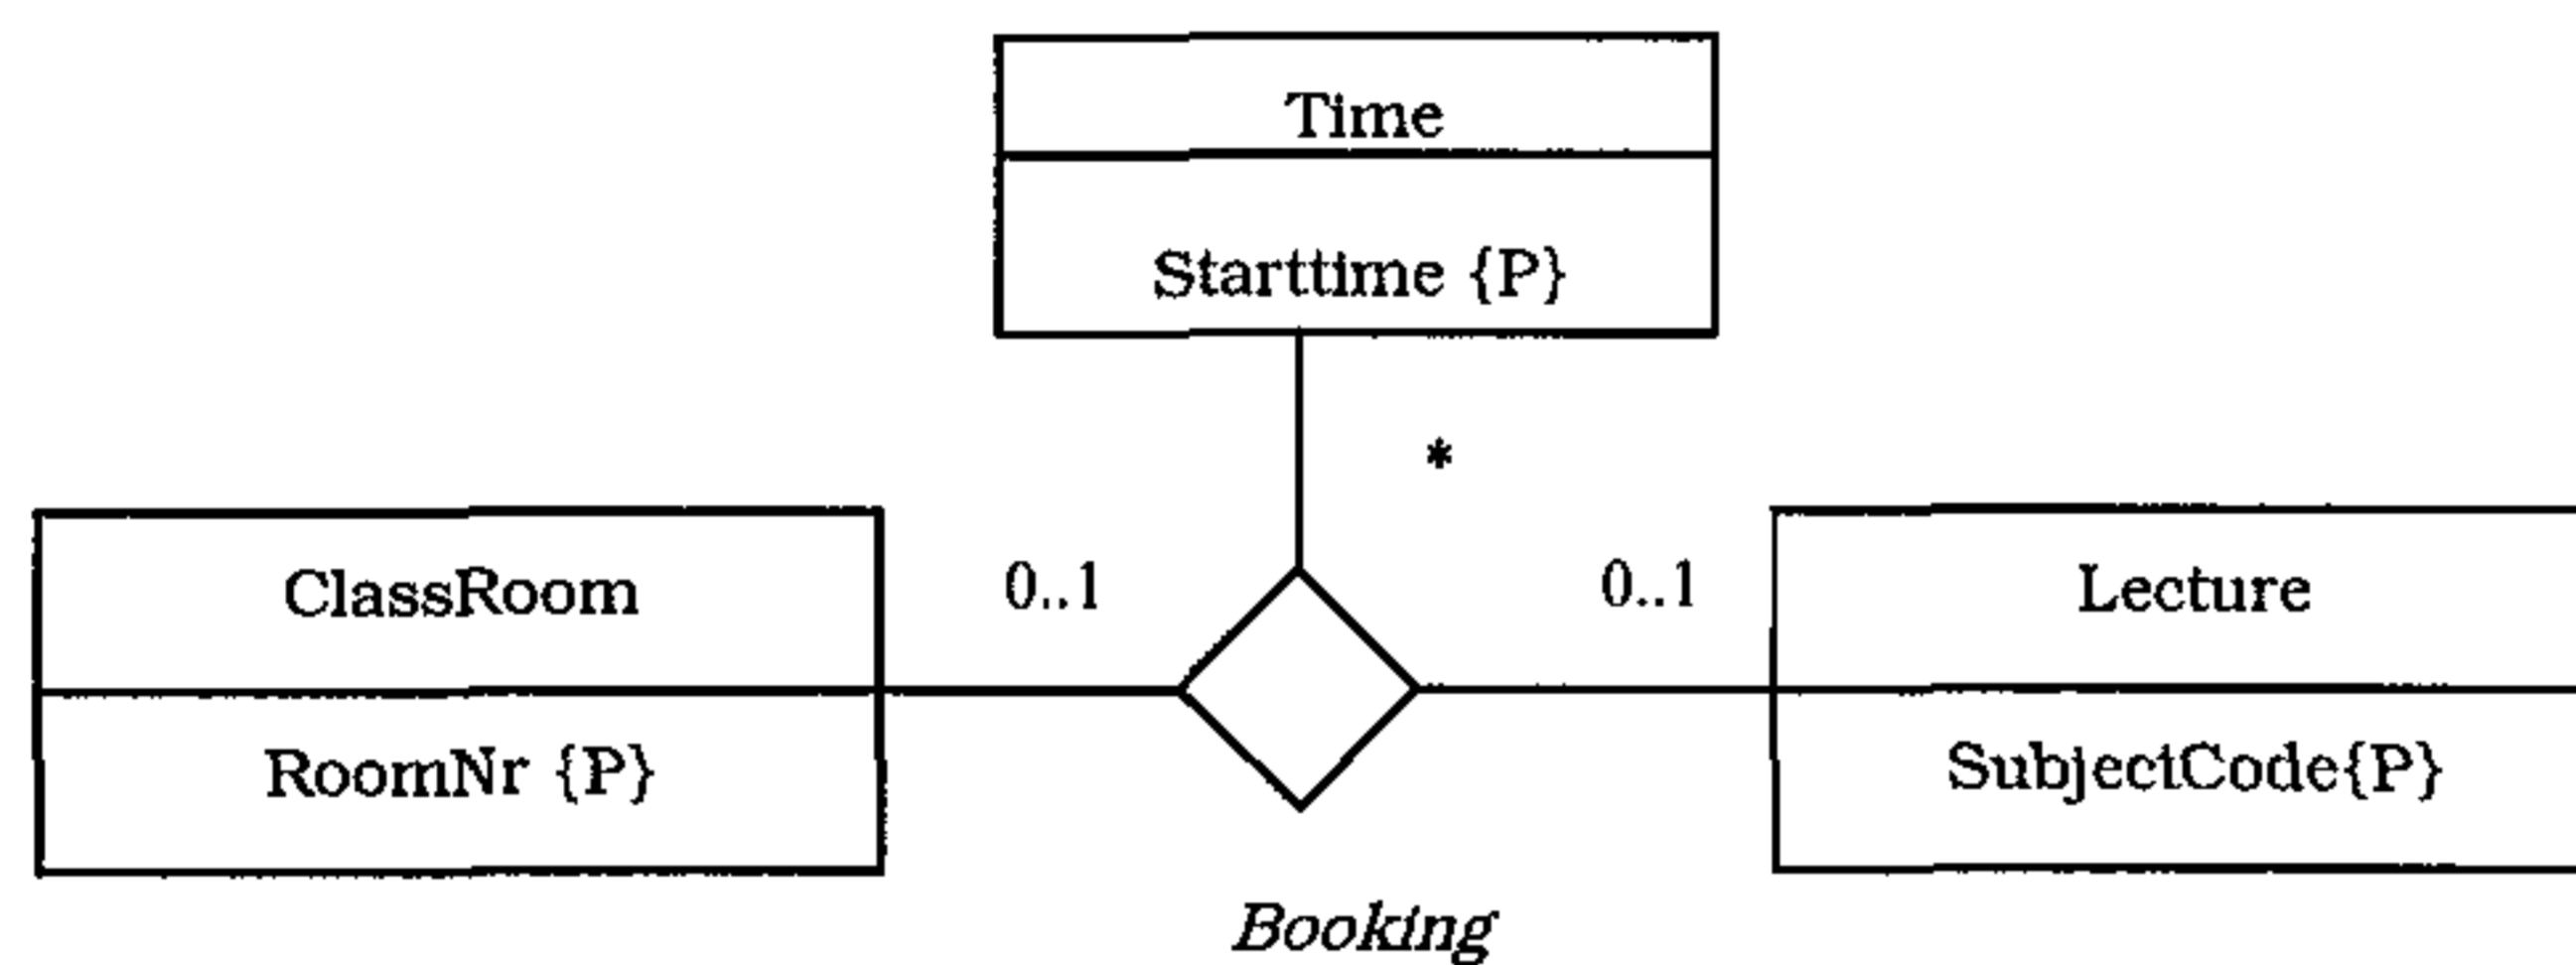 Time
Starttime {P}
*
0..1
0..1
ClassRoom
Lecture
RoomNr {P}
SubjectCode{P}
Booking